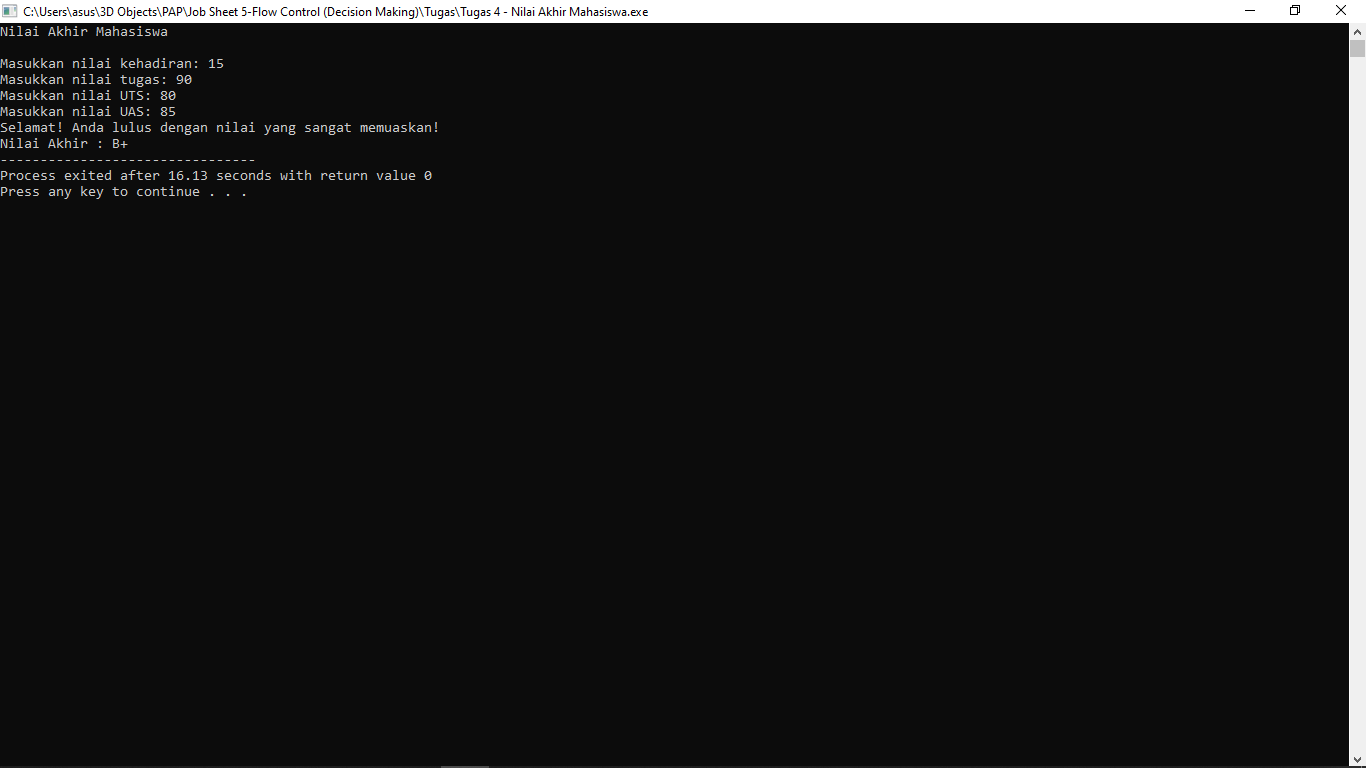 C:\Users\asus\3D Objects\PAP\Job Sheet 5-Flow Control (Decision Making)\Tugas\Tugas 4 - Nilai Akhir Mahasiswa.exe
Nilai Akhir Mahasiswa
Masukkan nilai kehadiran: 15
Masukkan nilai tugas: 90
Masukkan nilai UTS: 80
Masukkan nilai UAS: 85
Selamat! Anda lulus dengan nilai yang sangat memuaskan!
Nilai Akhir : B+
--------------------------------
Process exited after 16.13 seconds with return value 0
Press any key to continue . . .